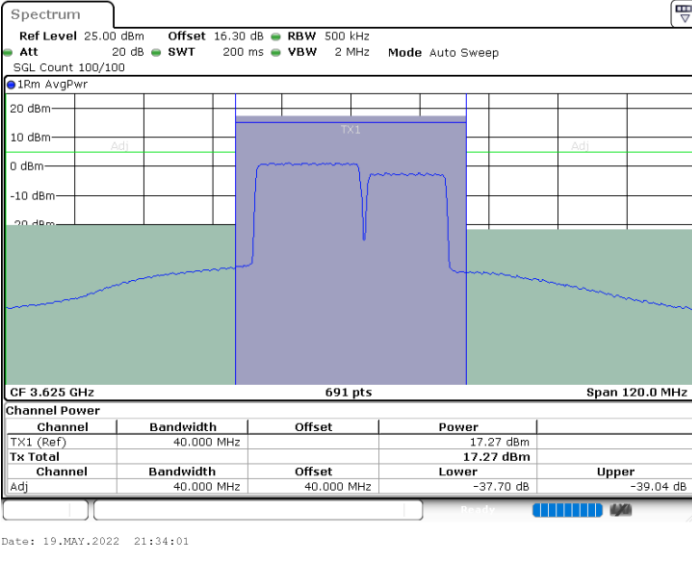 Spectrum
Ref Level 25.00 dBm Offset 16.30 dB RBW 500 kHz
Att 20 dB SWT 200 ms VBW 2 MHz Mode Auto Sweep
SGL Count 100/100
1Rm AvgPwr
20 dBm
TX1
10 dBm
Adj Adj
0 dBm
-10 dBm
-20 dBm
CF 3.625 GHz 691 pts Span 120.0 MHz
Channel Power
Channel Bandwidth Offset Power
TX1 (Ref) 40.000 MHz 17.27 dBm
Tx Total 17.27 dBm
Channel Bandwidth Offset Lower Upper
Adj 40.000 MHz 40.000 MHz -37.70 dB -39.04 dB
Ready
Date: 19.MAY.2022 21:34:01